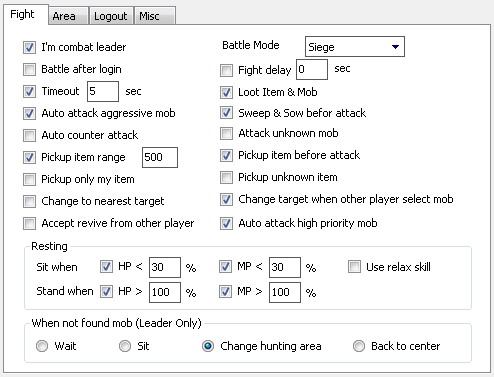 Fight Area Logout Misc
I'm combat leader
Battle Mode Siege
Battle after login
Fight delay 0 sec
Timeout 5 sec
Loot Item & Mob
Auto attack aggressive mob
Sweep & Sow befor attack
Auto counter attack
Attack unknown mob
Pickup item range 500
Pickup item before attack
Pickup only my item
Pickup unknown item
Change to nearest target
Change target when other player select mob
Accept revive from other player
Auto attack high priority mob
Resting
Sit when HP < 30 % MP < 30 % Use relax skill
Stand when HP > 100 % MP > 100 %
When not found mob (Leader Only)
Wait Sit Change hunting area Back to center